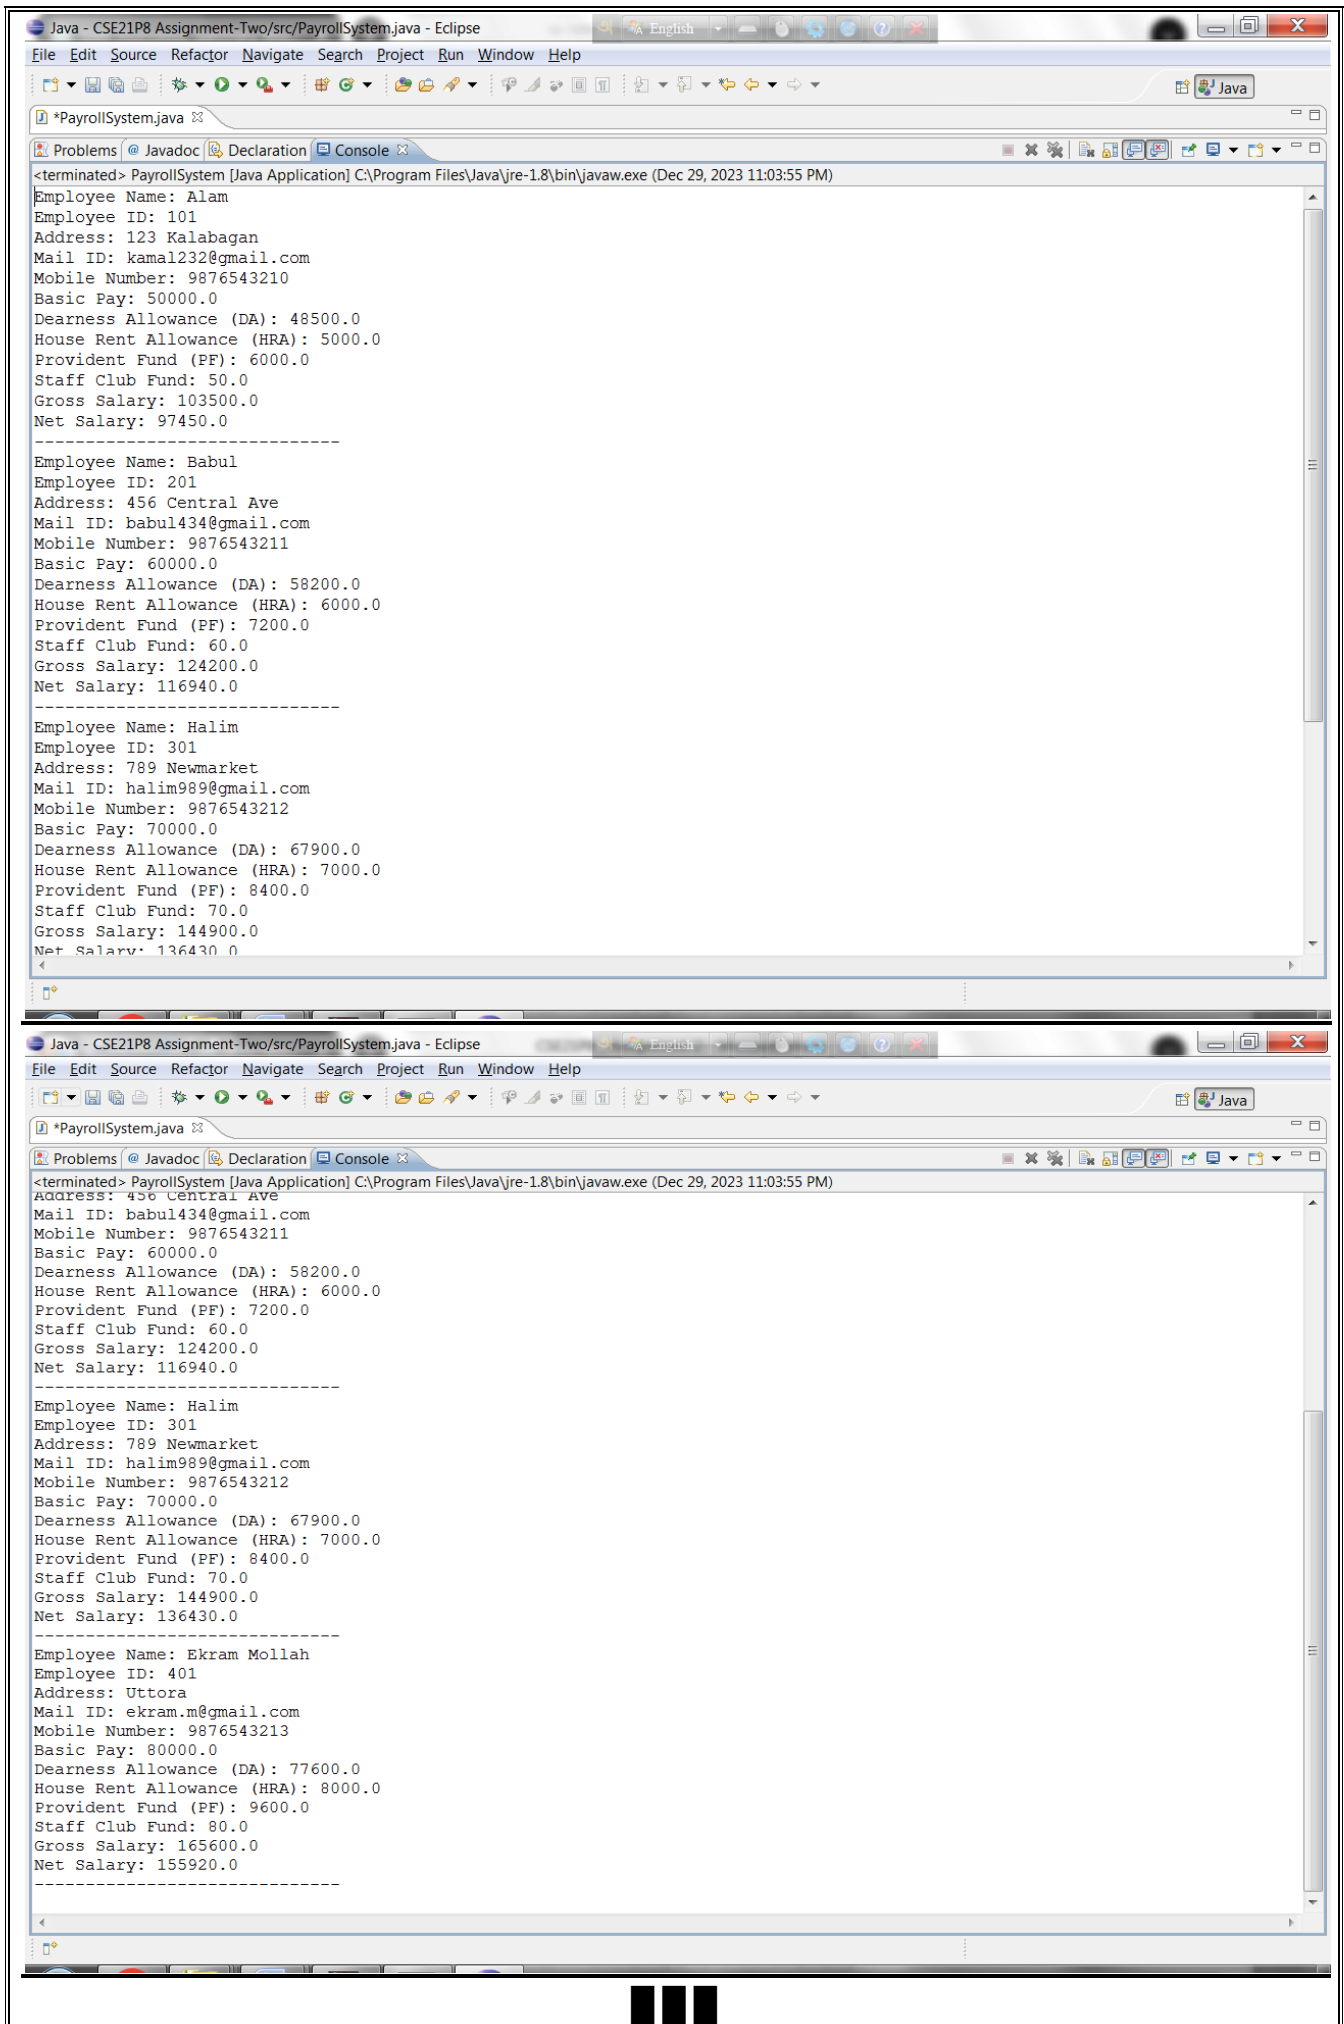 Java - CSE21P8 Assignment-Two/src/PayrollSystem.java - Eclipse
English
File Edit Source Refactor Navigate Search Project Run Window Help
Java
*PayrollSystem.java
Problems @ Javadoc Declaration Console
<terminated> PayrollSystem [Java Application] C:\Program Files\Java\jre-1.8\bin\javaw.exe (Dec 29, 2023 11:03:55 PM)
Employee Name: Alam
Employee ID: 101
Address: 123 Kalabagan
Mail ID: kamal232@gmail.com
Mobile Number: 9876543210
Basic Pay: 50000.0
Dearness Allowance (DA): 48500.0
House Rent Allowance (HRA): 5000.0
Provident Fund (PF): 6000.0
Staff Club Fund: 50.0
Gross Salary: 103500.0
Net Salary: 97450.0
------------------------------
Employee Name: Babul
Employee ID: 201
Address: 456 Central Ave
Mail ID: babul434@gmail.com
Mobile Number: 9876543211
Basic Pay: 60000.0
Dearness Allowance (DA): 58200.0
House Rent Allowance (HRA): 6000.0
Provident Fund (PF): 7200.0
Staff Club Fund: 60.0
Gross Salary: 124200.0
Net Salary: 116940.0
------------------------------
Employee Name: Halim
Employee ID: 301
Address: 789 Newmarket
Mail ID: halim989@gmail.com
Mobile Number: 9876543212
Basic Pay: 70000.0
Dearness Allowance (DA): 67900.0
House Rent Allowance (HRA): 7000.0
Provident Fund (PF): 8400.0
Staff Club Fund: 70.0
Gross Salary: 144900.0
Net Salary: 136430.0
Java - CSE21P8 Assignment-Two/src/PayrollSystem.java - Eclipse
English
File Edit Source Refactor Navigate Search Project Run Window Help
Java
*PayrollSystem.java
Problems @ Javadoc Declaration Console
<terminated> PayrollSystem [Java Application] C:\Program Files\Java\jre-1.8\bin\javaw.exe (Dec 29, 2023 11:03:55 PM)
Address: 456 Central Ave
Mail ID: babul434@gmail.com
Mobile Number: 9876543211
Basic Pay: 60000.0
Dearness Allowance (DA): 58200.0
House Rent Allowance (HRA): 6000.0
Provident Fund (PF): 7200.0
Staff Club Fund: 60.0
Gross Salary: 124200.0
Net Salary: 116940.0
------------------------------
Employee Name: Halim
Employee ID: 301
Address: 789 Newmarket
Mail ID: halim989@gmail.com
Mobile Number: 9876543212
Basic Pay: 70000.0
Dearness Allowance (DA): 67900.0
House Rent Allowance (HRA): 7000.0
Provident Fund (PF): 8400.0
Staff Club Fund: 70.0
Gross Salary: 144900.0
Net Salary: 136430.0
------------------------------
Employee Name: Ekram Mollah
Employee ID: 401
Address: Uttora
Mail ID: ekram.m@gmail.com
Mobile Number: 9876543213
Basic Pay: 80000.0
Dearness Allowance (DA): 77600.0
House Rent Allowance (HRA): 8000.0
Provident Fund (PF): 9600.0
Staff Club Fund: 80.0
Gross Salary: 165600.0
Net Salary: 155920.0
------------------------------